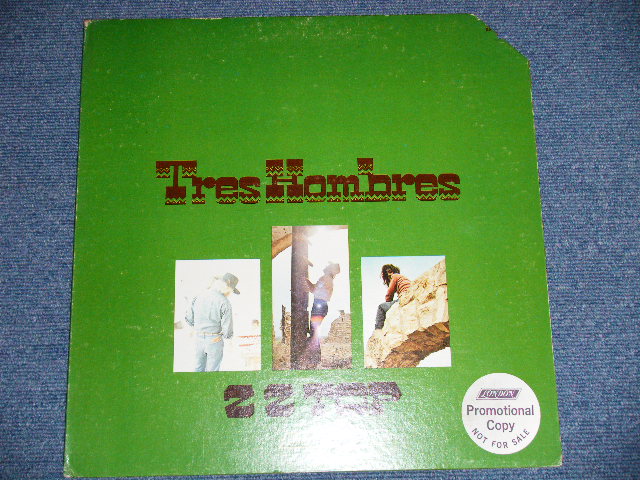 Tres Hombres
ZZ TOP
LONDON
Promotional
Copy
NOT FOR SALE